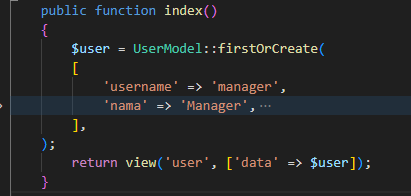 public function index()
{
$user = UserModel::firstOrCreate(
[
'username' => 'manager',
'nama' => 'Manager',...
],
);
return view('user', ['data' => $user]);
}